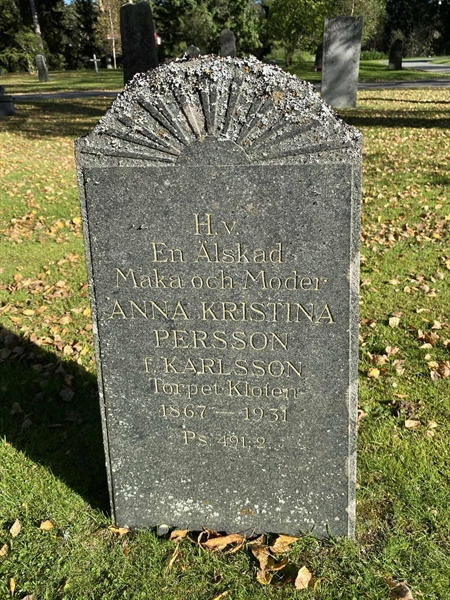 H.v.
En Älskad
Maka och Moder
ANNA KRISTINA
PERSSON
f. KARLSSON
Torpet Kloten
1867 — 1931
Ps. 491, 2.